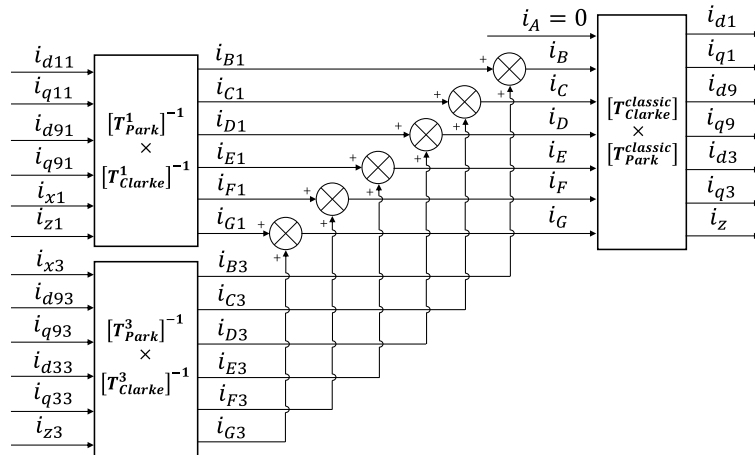 i_A = 0
i_d11
i_q11
i_d91
i_q91
i_x1
i_z1
[T^1_Park]^-1
×
[T^1_Clarke]^-1
i_B1
i_C1
i_D1
i_E1
i_F1
i_G1
+ +
+ +
+ +
+ +
+ +
+ +
i_B
i_C
i_D
i_E
i_F
i_G
[T^classic_Clarke]
×
[T^classic_Park]
i_d1
i_q1
i_d9
i_q9
i_d3
i_q3
i_z
i_x3
i_d93
i_q93
i_d33
i_q33
i_z3
[T^3_Park]^-1
×
[T^3_Clarke]^-1
i_B3
i_C3
i_D3
i_E3
i_F3
i_G3